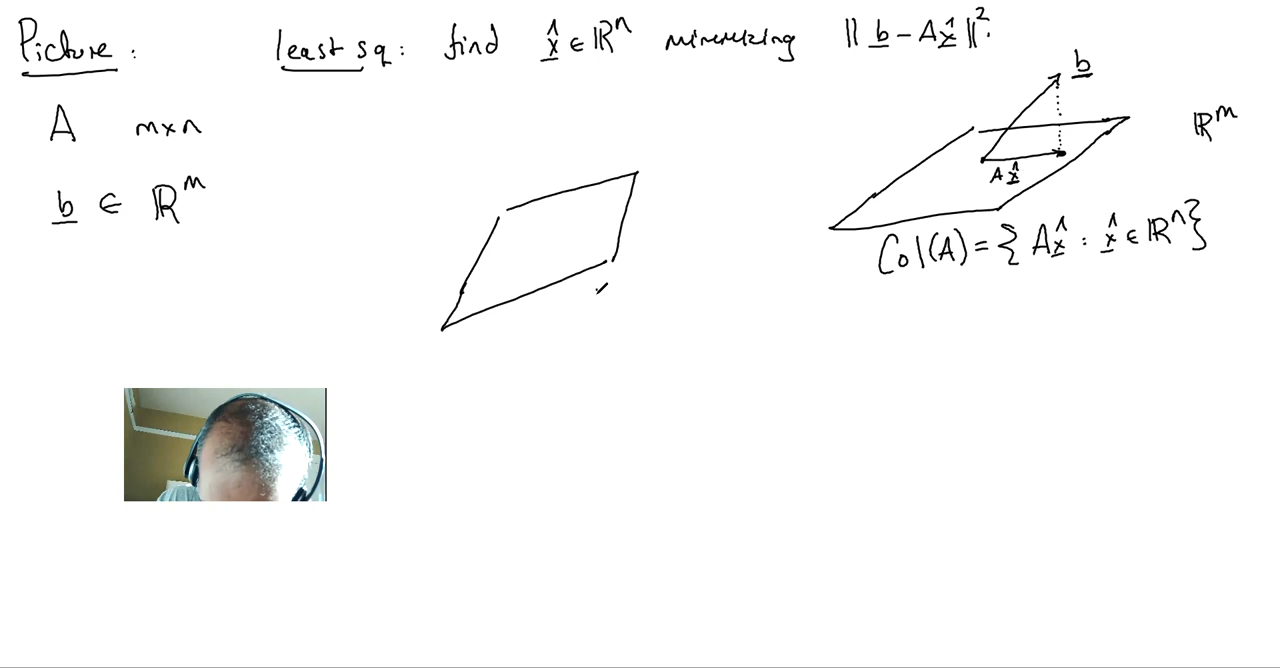 Picture: least sq: find x̂ ∈ ℝⁿ minimizing ‖ b - Ax̂ ‖².
A m×n
b ∈ ℝᵐ
b
ℝᵐ
Ax̂
Col(A) = { Ax̂ : x̂ ∈ ℝⁿ }